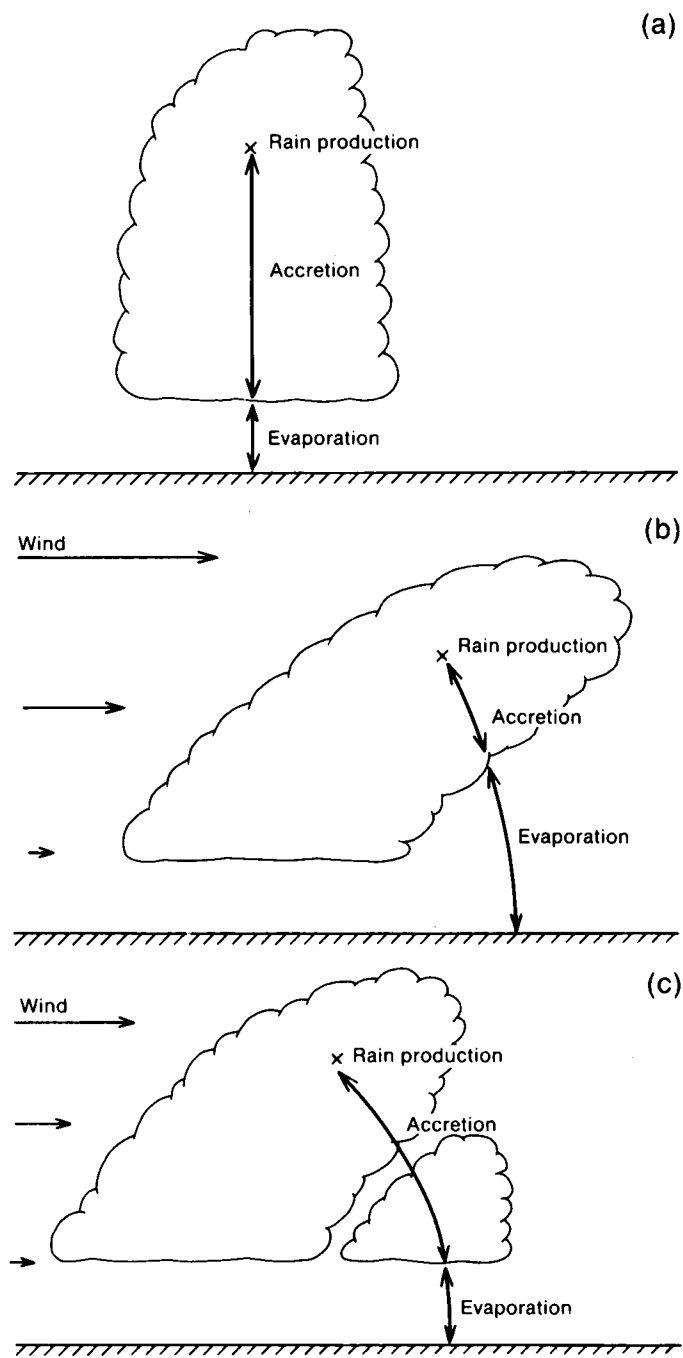 (a)
Rain production
Accretion
Evaporation
(b)
Wind
Rain production
Accretion
Evaporation
(c)
Wind
Rain production
Accretion
Evaporation